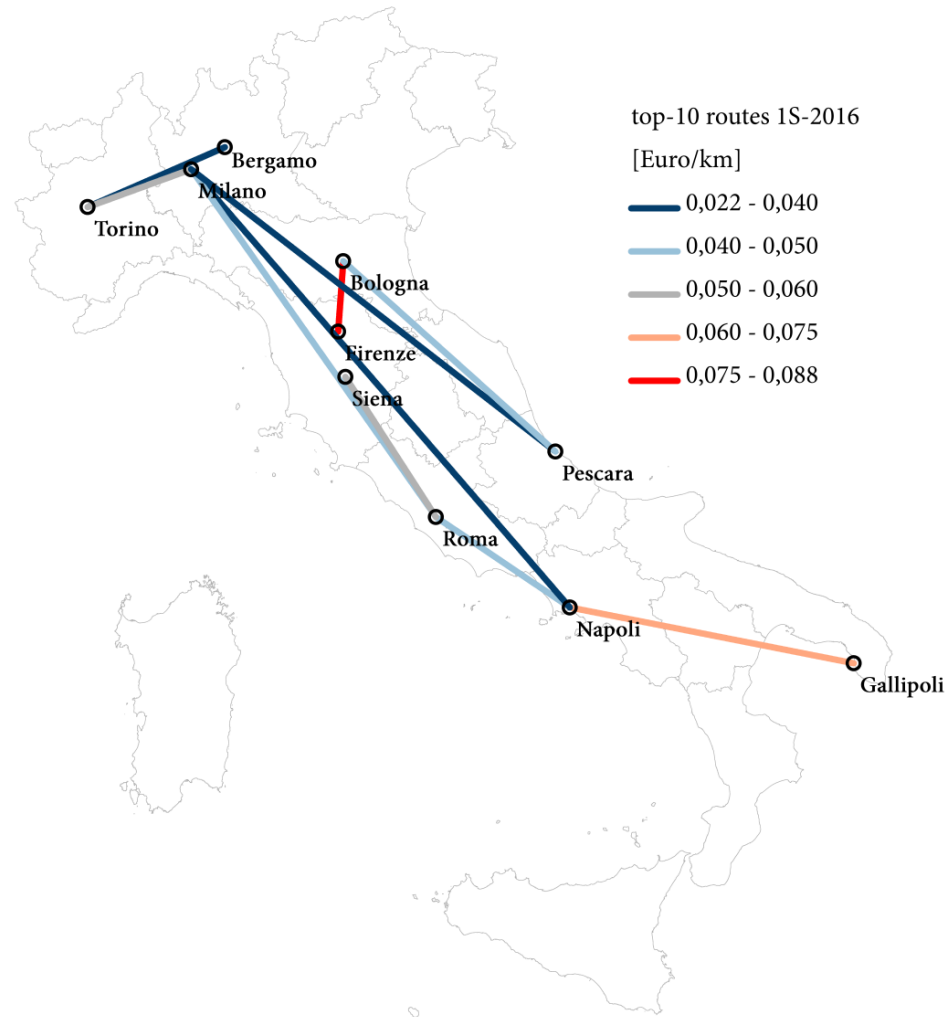 top-10 routes 1S-2016
[Euro/km]
0,022 - 0,040
0,040 - 0,050
0,050 - 0,060
0,060 - 0,075
0,075 - 0,088
Bergamo
Milano
Torino
Bologna
Firenze
Siena
Pescara
Roma
Napoli
Gallipoli